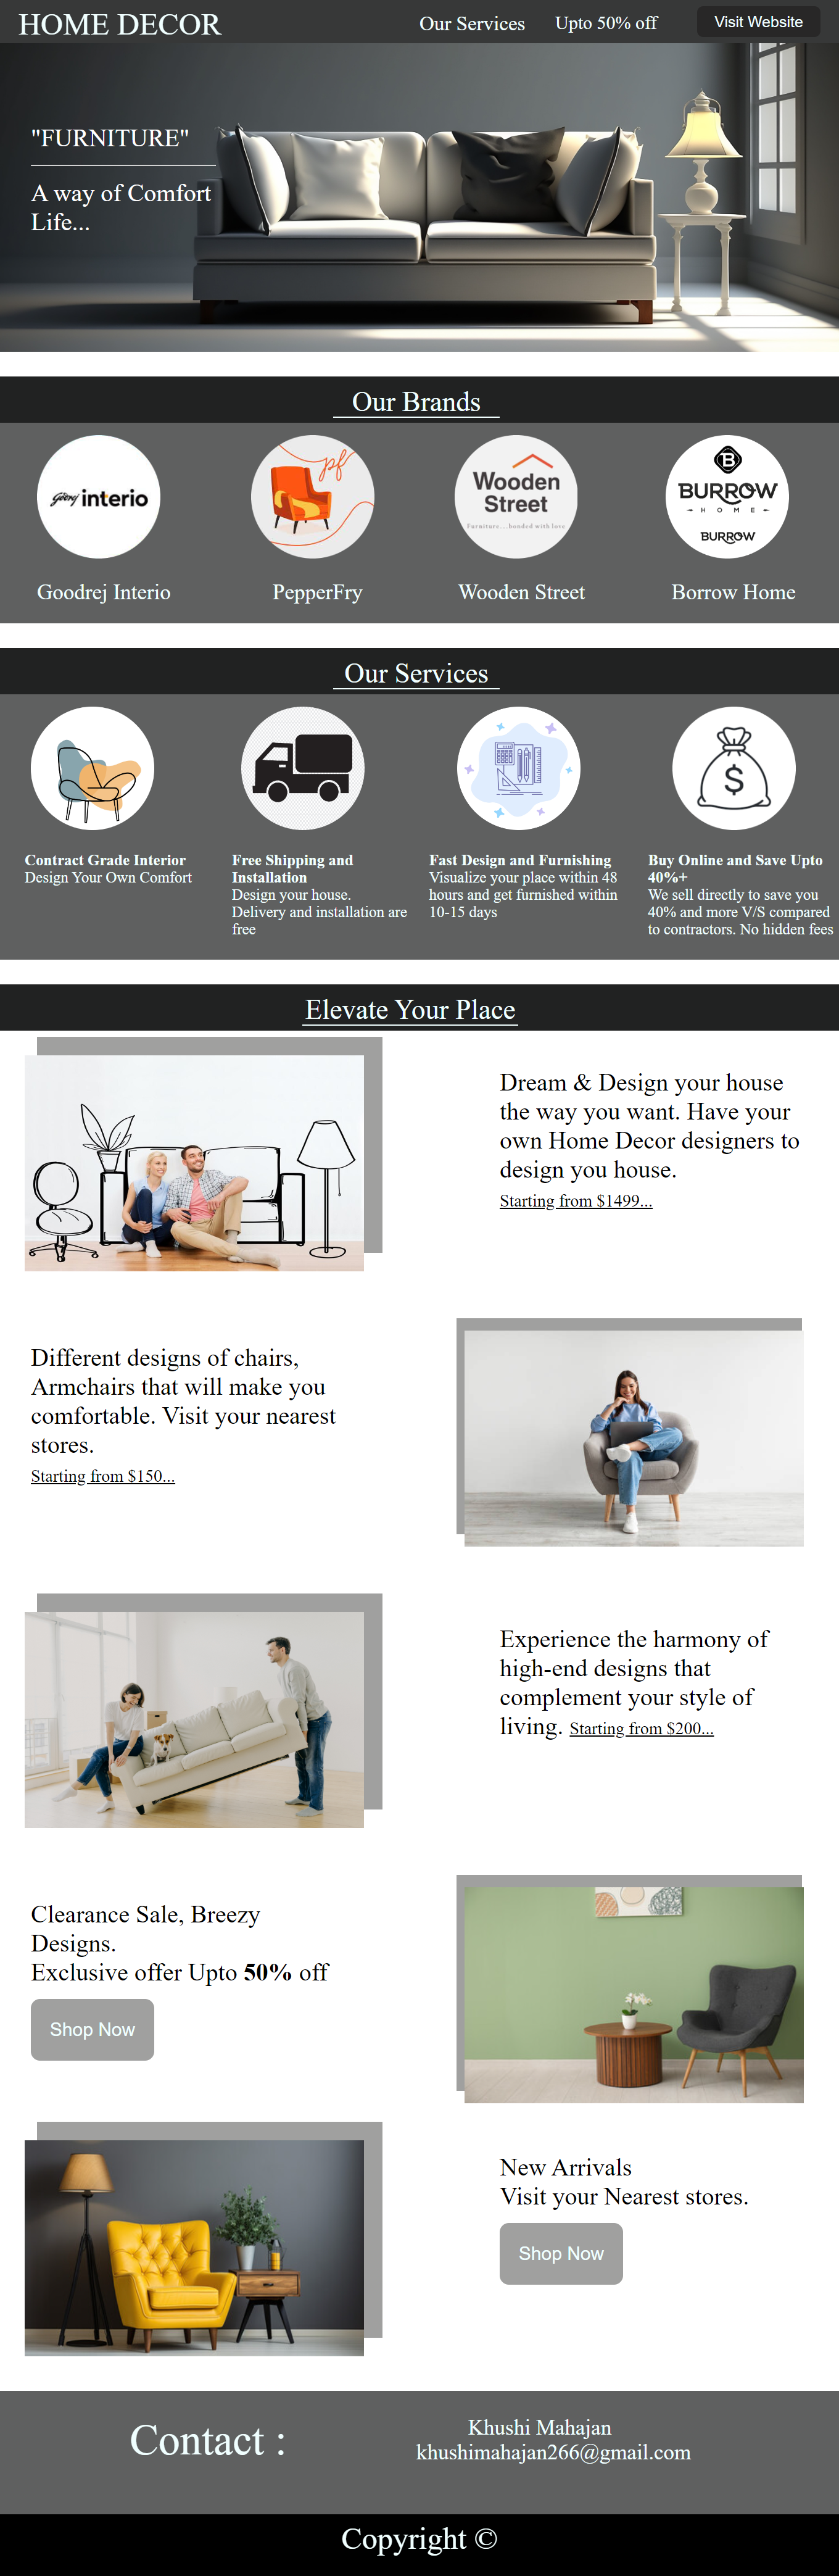 HOME DECOR
Our Services
Upto 50% off
Visit Website
"FURNITURE"
A way of Comfort
Life...
Our Brands
Godrej interio
pf
Wooden
Street
Furniture....bonded with love
B
BURROW
HOME
BURROW
Goodrej Interio
PepperFry
Wooden Street
Borrow Home
Our Services
$
Contract Grade Interior
Design Your Own Comfort
Free Shipping and
Installation
Design your house.
Delivery and installation are
free
Fast Design and Furnishing
Visualize your place within 48
hours and get furnished within
10-15 days
Buy Online and Save Upto
40%+
We sell directly to save you
40% and more V/S compared
to contractors. No hidden fees
Elevate Your Place
Dream & Design your house
the way you want. Have your
own Home Decor designers to
design you house.
Starting from $1499...
Different designs of chairs,
Armchairs that will make you
comfortable. Visit your nearest
stores.
Starting from $150...
Experience the harmony of
high-end designs that
complement your style of
living. Starting from $200...
Clearance Sale, Breezy
Designs.
Exclusive offer Upto 50% off
Shop Now
New Arrivals
Visit your Nearest stores.
Shop Now
Contact :
Khushi Mahajan
khushimahajan266@gmail.com
Copyright ©